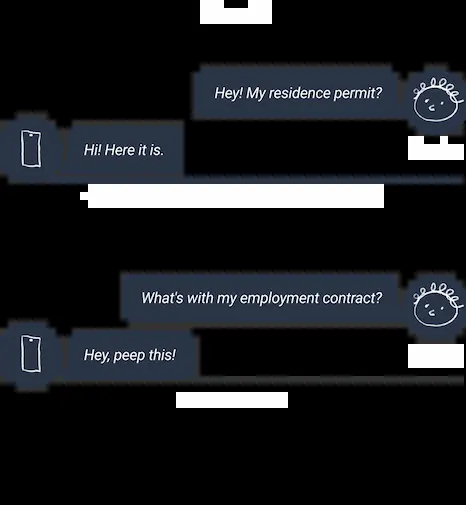 Hey! My residence permit?
Hi! Here it is.
What's with my employment contract?
Hey, peep this!